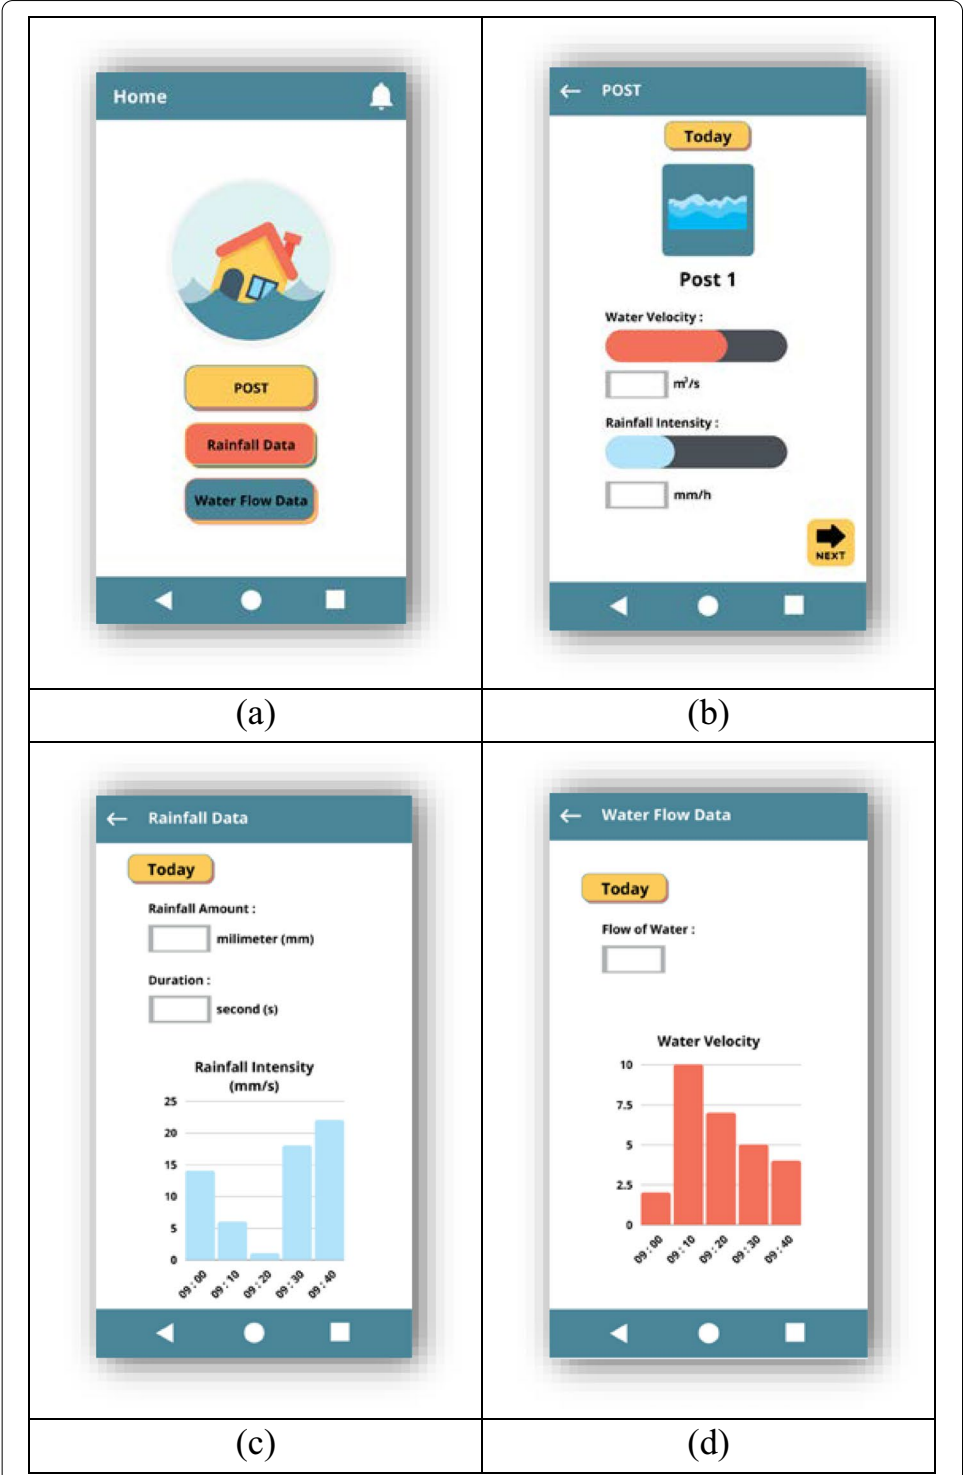 Home
POST
Rainfall Data
Water Flow Data
(a)
POST
Today
Post 1
Water Velocity :
m³/s
Rainfall Intensity :
mm/h
NEXT
(b)
Rainfall Data
Today
Rainfall Amount :
milimeter (mm)
Duration :
second (s)
Rainfall Intensity
(mm/s)
25
20
15
10
5
0
09:00 09:10 09:20 09:30 09:40
(c)
Water Flow Data
Today
Flow of Water :
Water Velocity
10
7.5
5
2.5
0
09:00 09:10 09:20 09:30 09:40
(d)